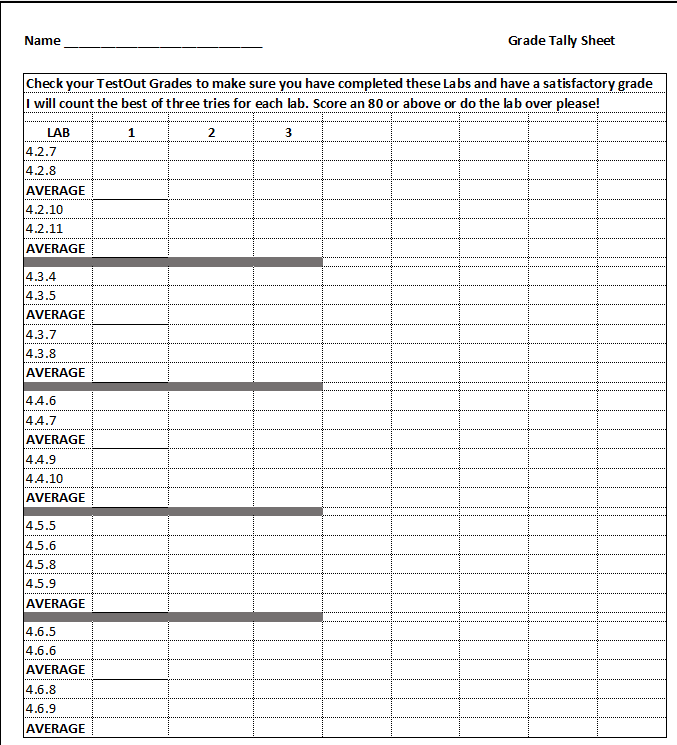 Name ___________________________ Grade Tally Sheet
Check your TestOut Grades to make sure you have completed these Labs and have a satisfactory grade
I will count the best of three tries for each lab. Score an 80 or above or do the lab over please!
LAB 1 2 3
4.2.7
4.2.8
AVERAGE
4.2.10
4.2.11
AVERAGE
4.3.4
4.3.5
AVERAGE
4.3.7
4.3.8
AVERAGE
4.4.6
4.4.7
AVERAGE
4.4.9
4.4.10
AVERAGE
4.5.5
4.5.6
4.5.8
4.5.9
AVERAGE
4.6.5
4.6.6
AVERAGE
4.6.8
4.6.9
AVERAGE